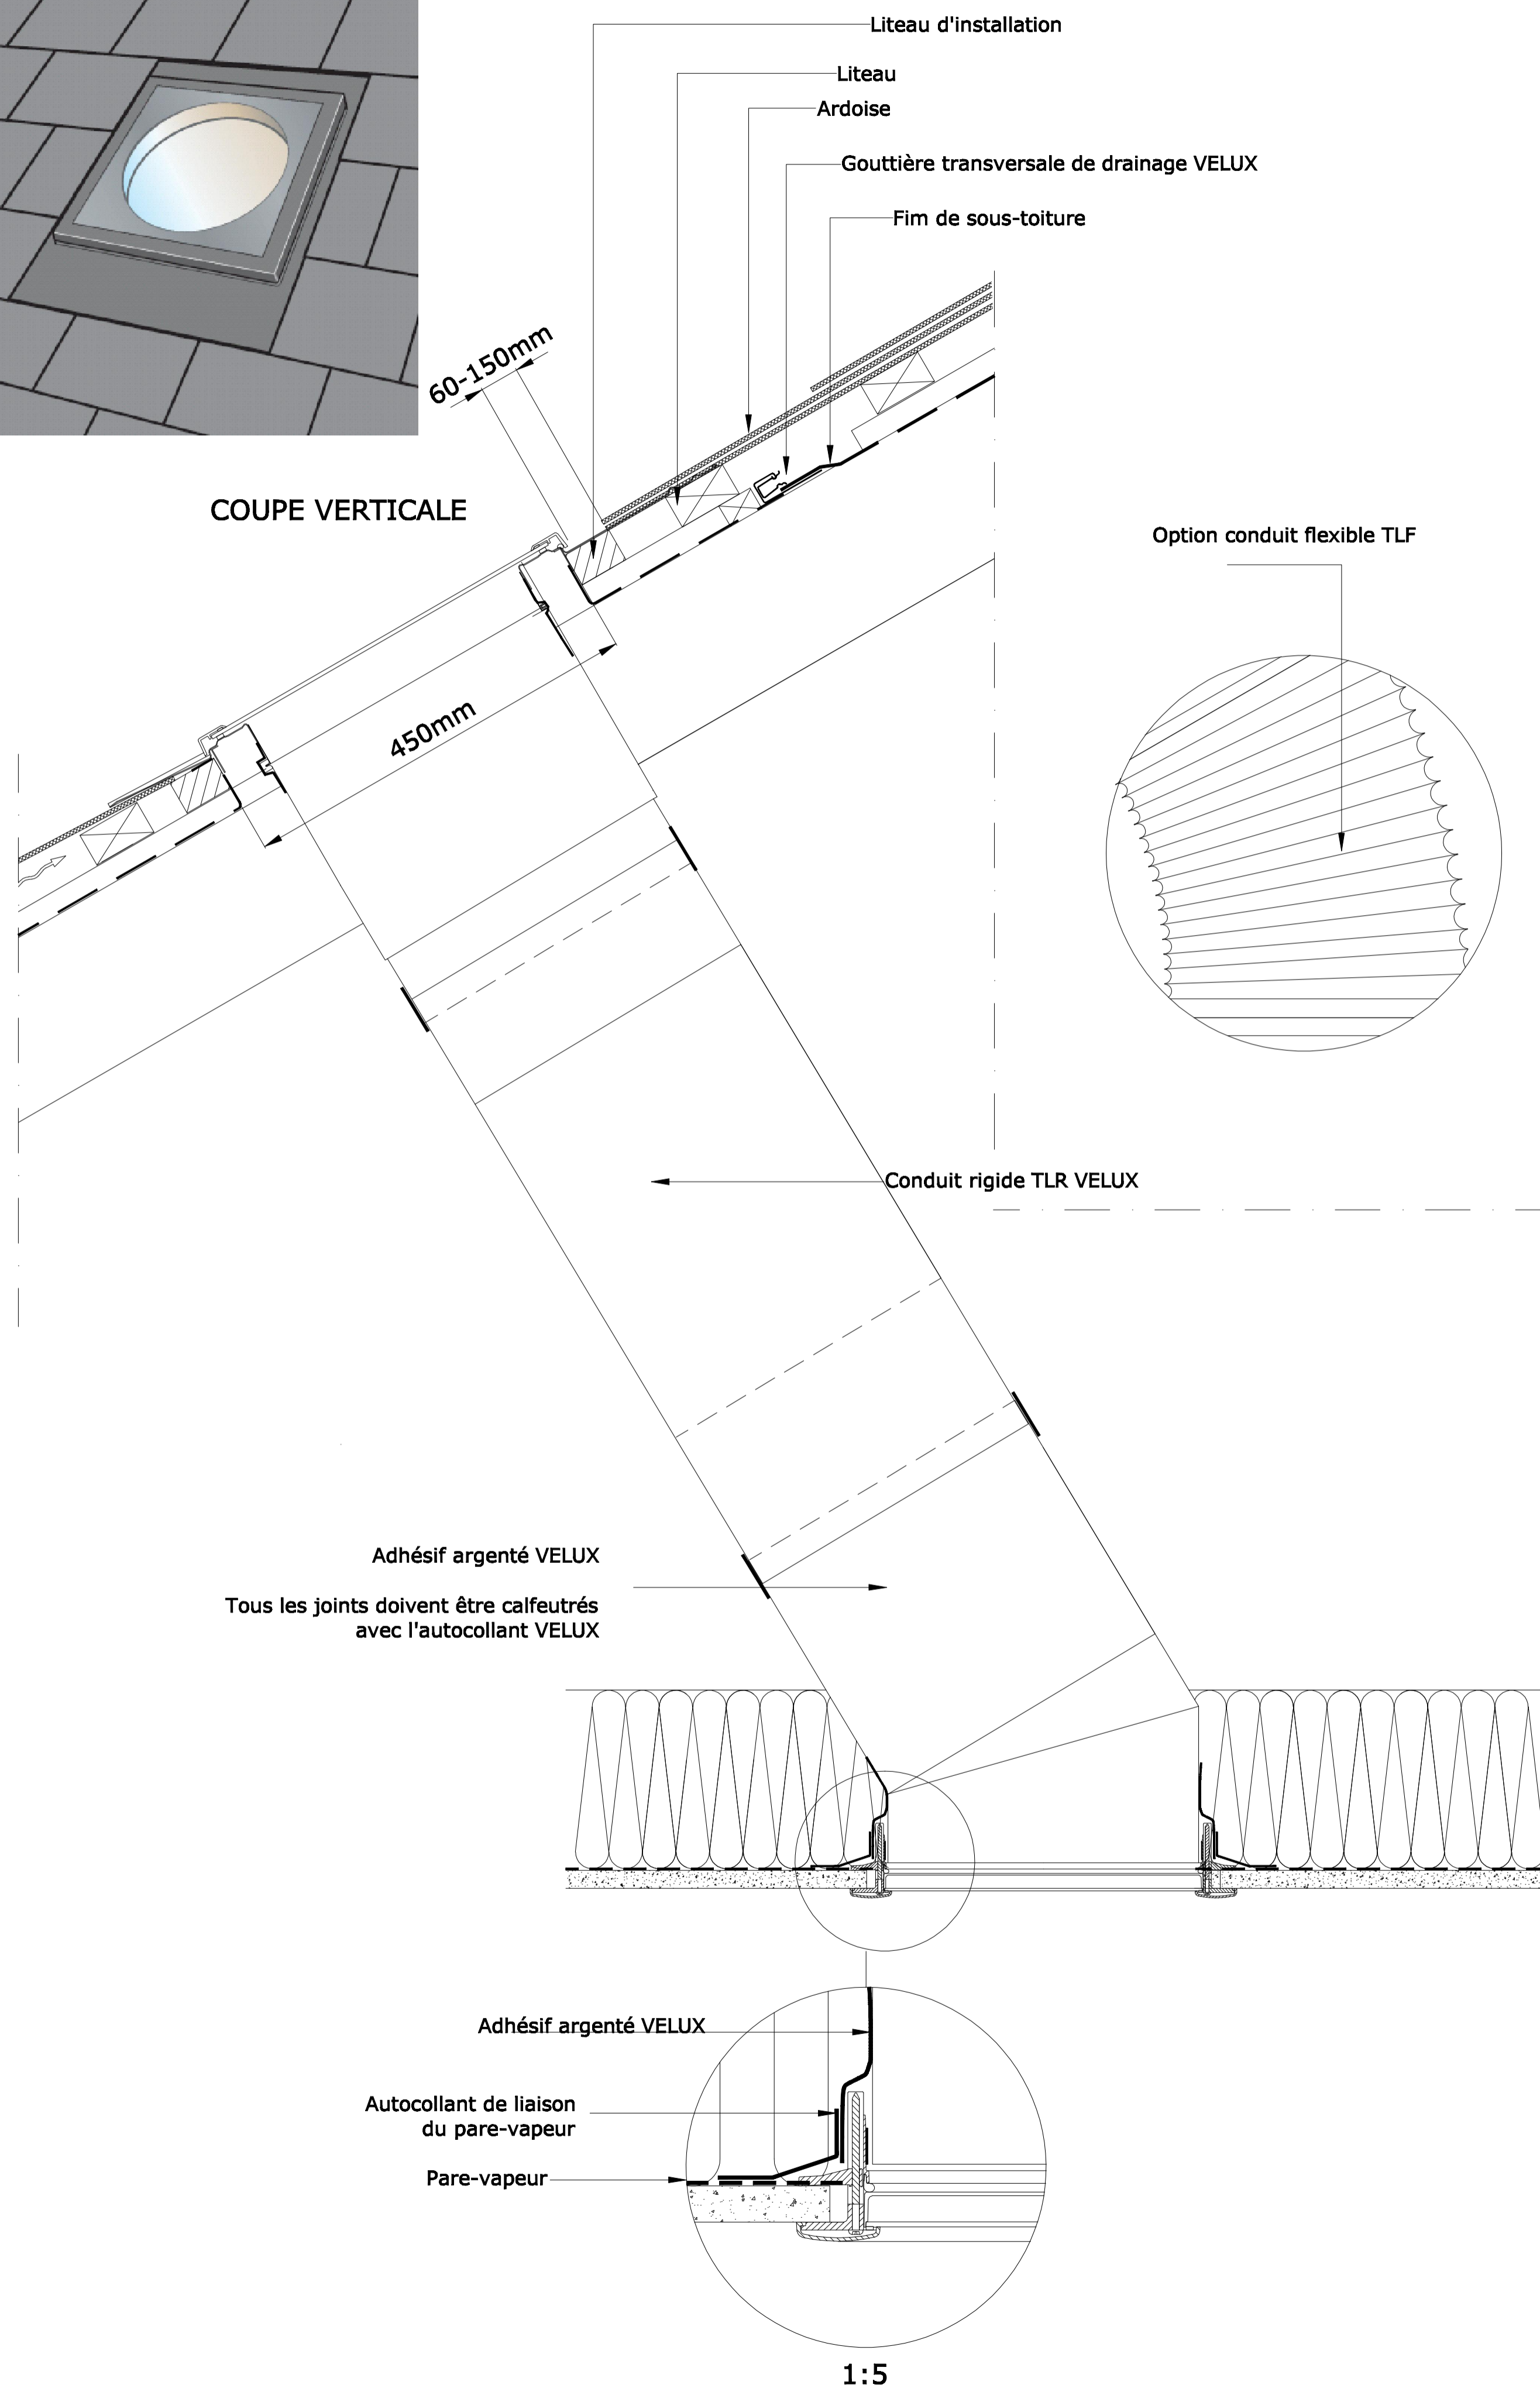 Liteau d'installation
Liteau
Ardoise
Gouttière transversale de drainage VELUX
Fim de sous-toiture
60-150mm
COUPE VERTICALE
Option conduit flexible TLF
450mm
Conduit rigide TLR VELUX
Adhésif argenté VELUX
Tous les joints doivent être calfeutrés
avec l'autocollant VELUX
Adhésif argenté VELUX
Autocollant de liaison
du pare-vapeur
Pare-vapeur
1:5